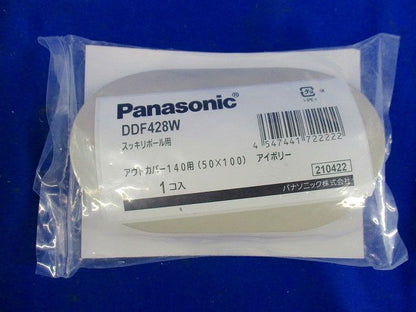 Panasonic
DDF428W
スッキリポール用
4 547441 722222
アウトカバー140用(50×100) アイボリー
1コ入
210422
パナソニック株式会社